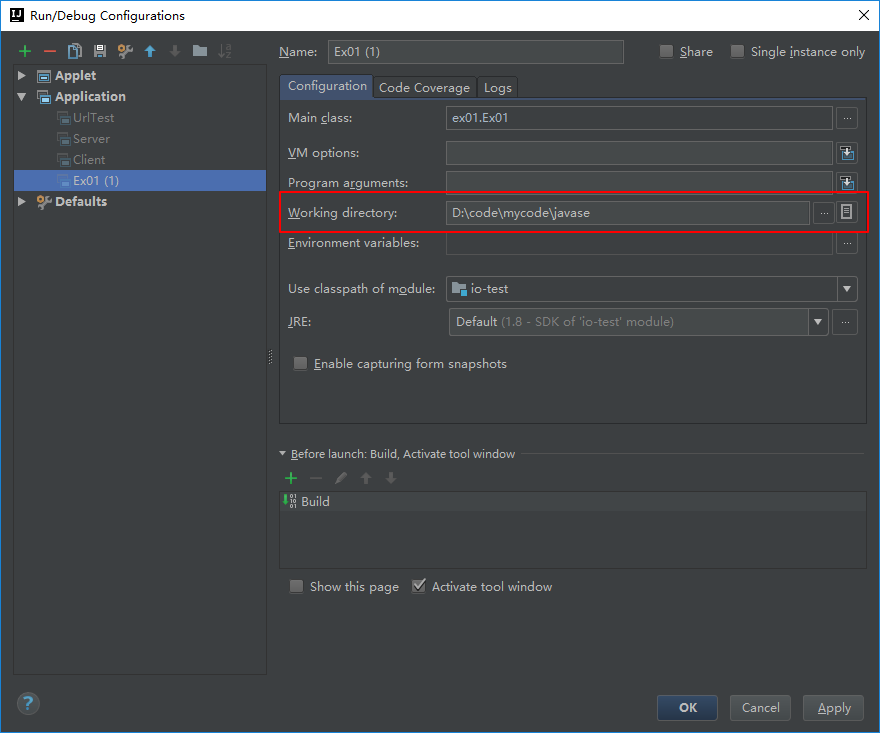 Run/Debug Configurations
Name: Ex01 (1) Share Single instance only
Applet
Application
UrlTest
Server
Client
Ex01 (1)
Defaults
Configuration Code Coverage Logs
Main class: ex01.Ex01 ...
VM options:
Program arguments:
Working directory: D:\code\mycode\javase ...
Environment variables: ...
Use classpath of module: io-test
JRE: Default (1.8 - SDK of 'io-test' module) ...
Enable capturing form snapshots
Before launch: Build, Activate tool window
Build
Show this page Activate tool window
? OK Cancel Apply